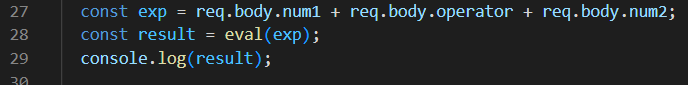 27 const exp = req.body.num1 + req.body.operator + req.body.num2;
28 const result = eval(exp);
29 console.log(result);
30